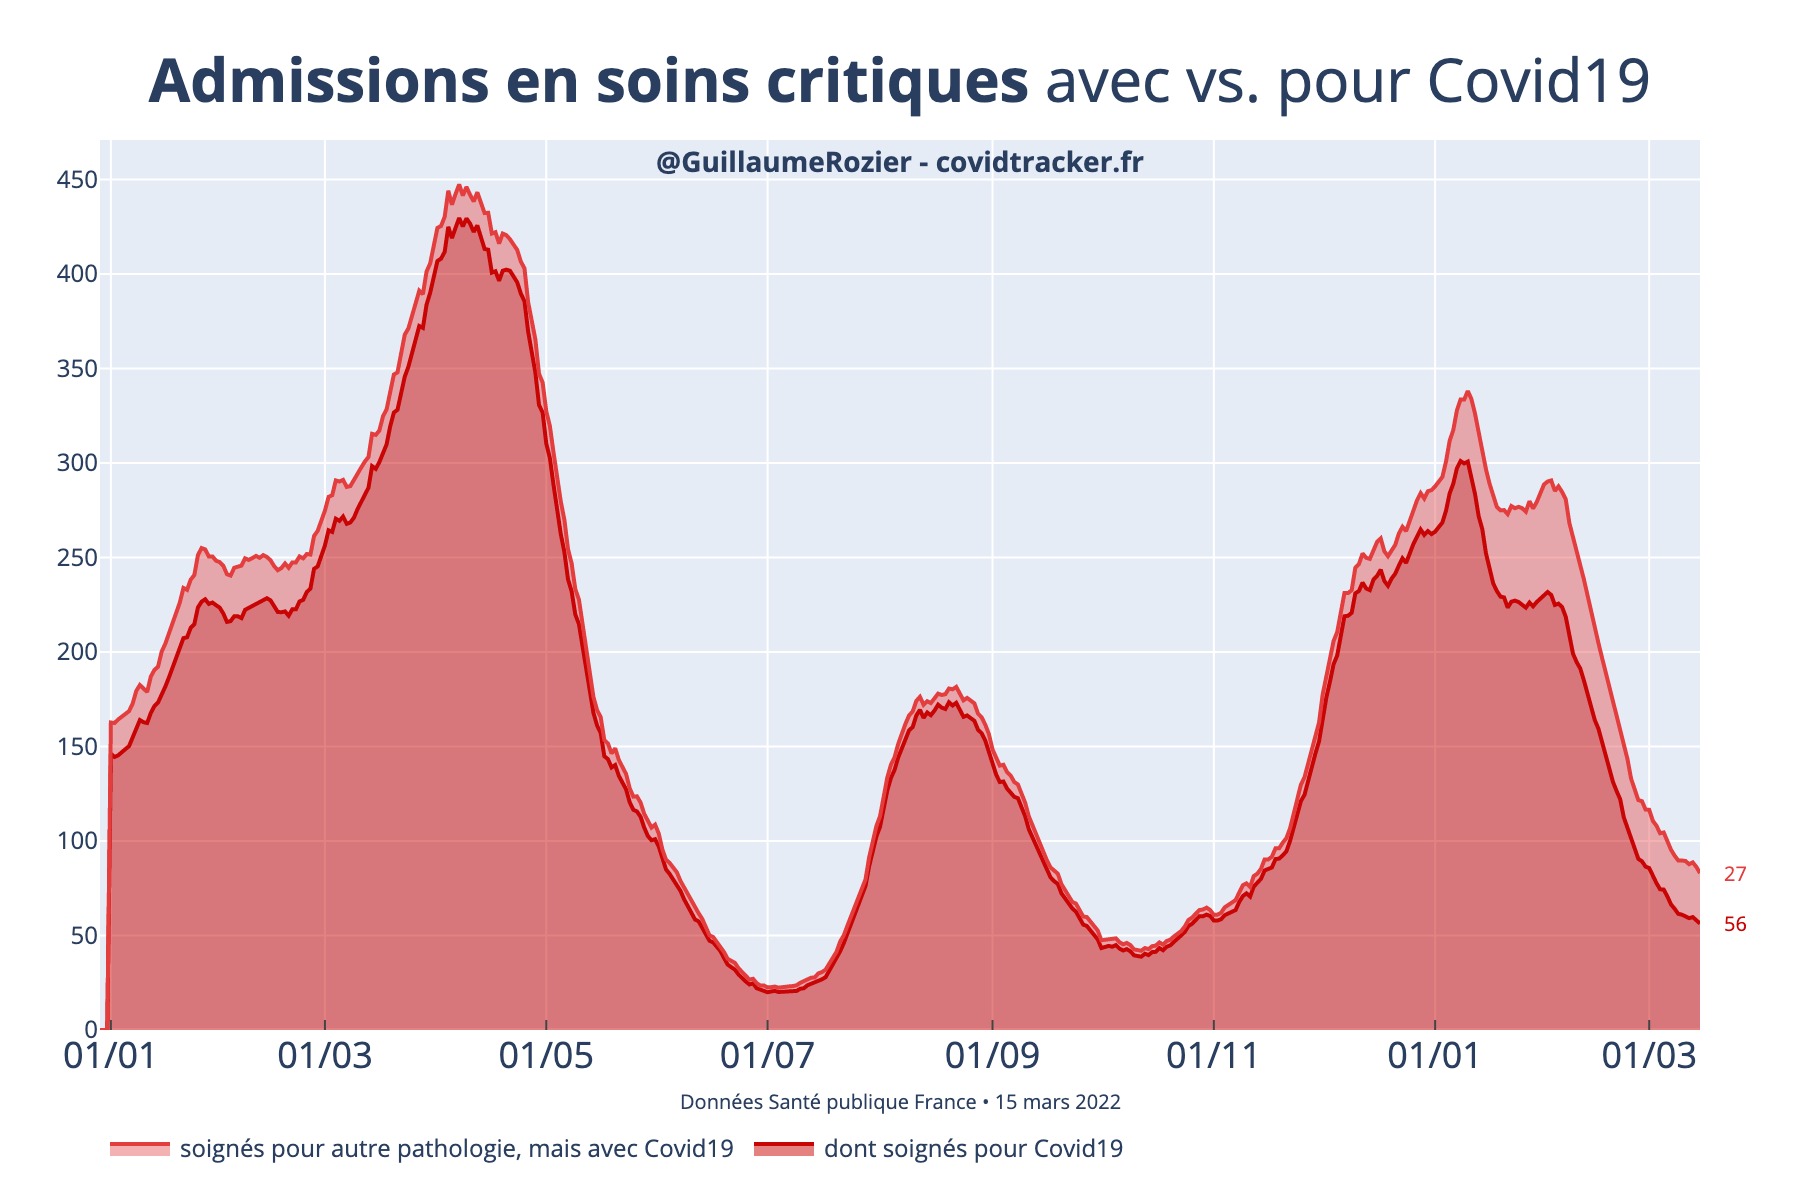 Admissions en soins critiques avec vs. pour Covid19
@GuillaumeRozier - covidtracker.fr
450
400
350
300
250
200
150
100
50
0
27
56
01/01 01/03 01/05 01/07 01/09 01/11 01/01 01/03
Données Santé publique France • 15 mars 2022
soignés pour autre pathologie, mais avec Covid19 dont soignés pour Covid19